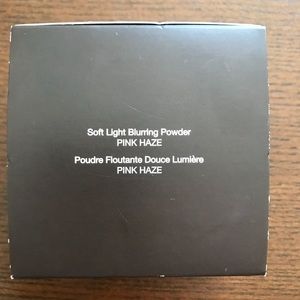 Soft Light Blurring Powder
PINK HAZE
Poudre Floutante Douce Lumière
PINK HAZE